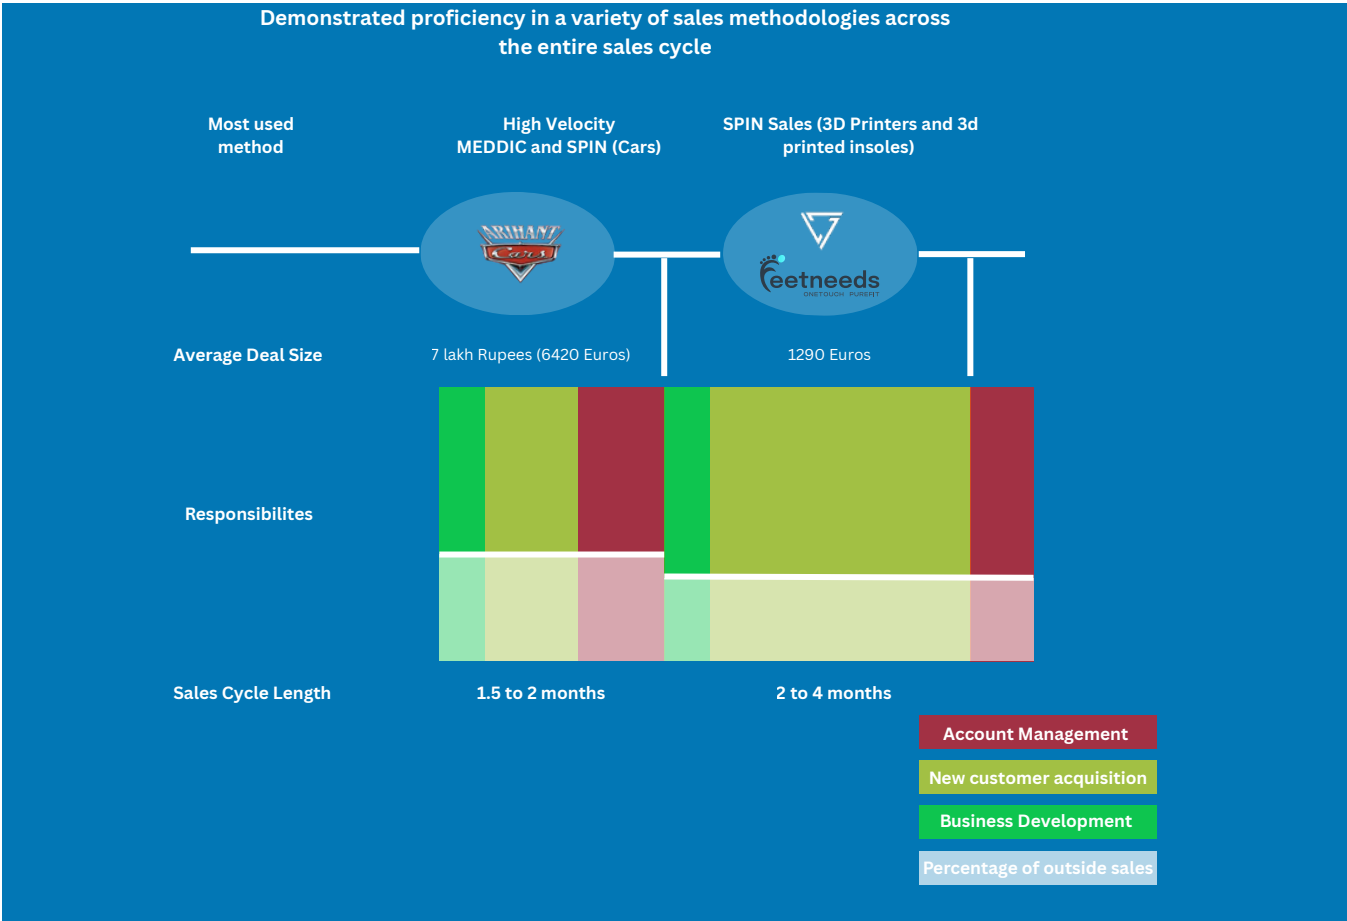 Demonstrated proficiency in a variety of sales methodologies across
the entire sales cycle
Most used
method
High Velocity
MEDDIC and SPIN (Cars)
SPIN Sales (3D Printers and 3d
printed insoles)
ARIHANT
Cars
Feetneeds
ONETOUCH PUREFIT
Average Deal Size
7 lakh Rupees (6420 Euros)
1290 Euros
Responsibilites
Sales Cycle Length
1.5 to 2 months
2 to 4 months
Account Management
New customer acquisition
Business Development
Percentage of outside sales